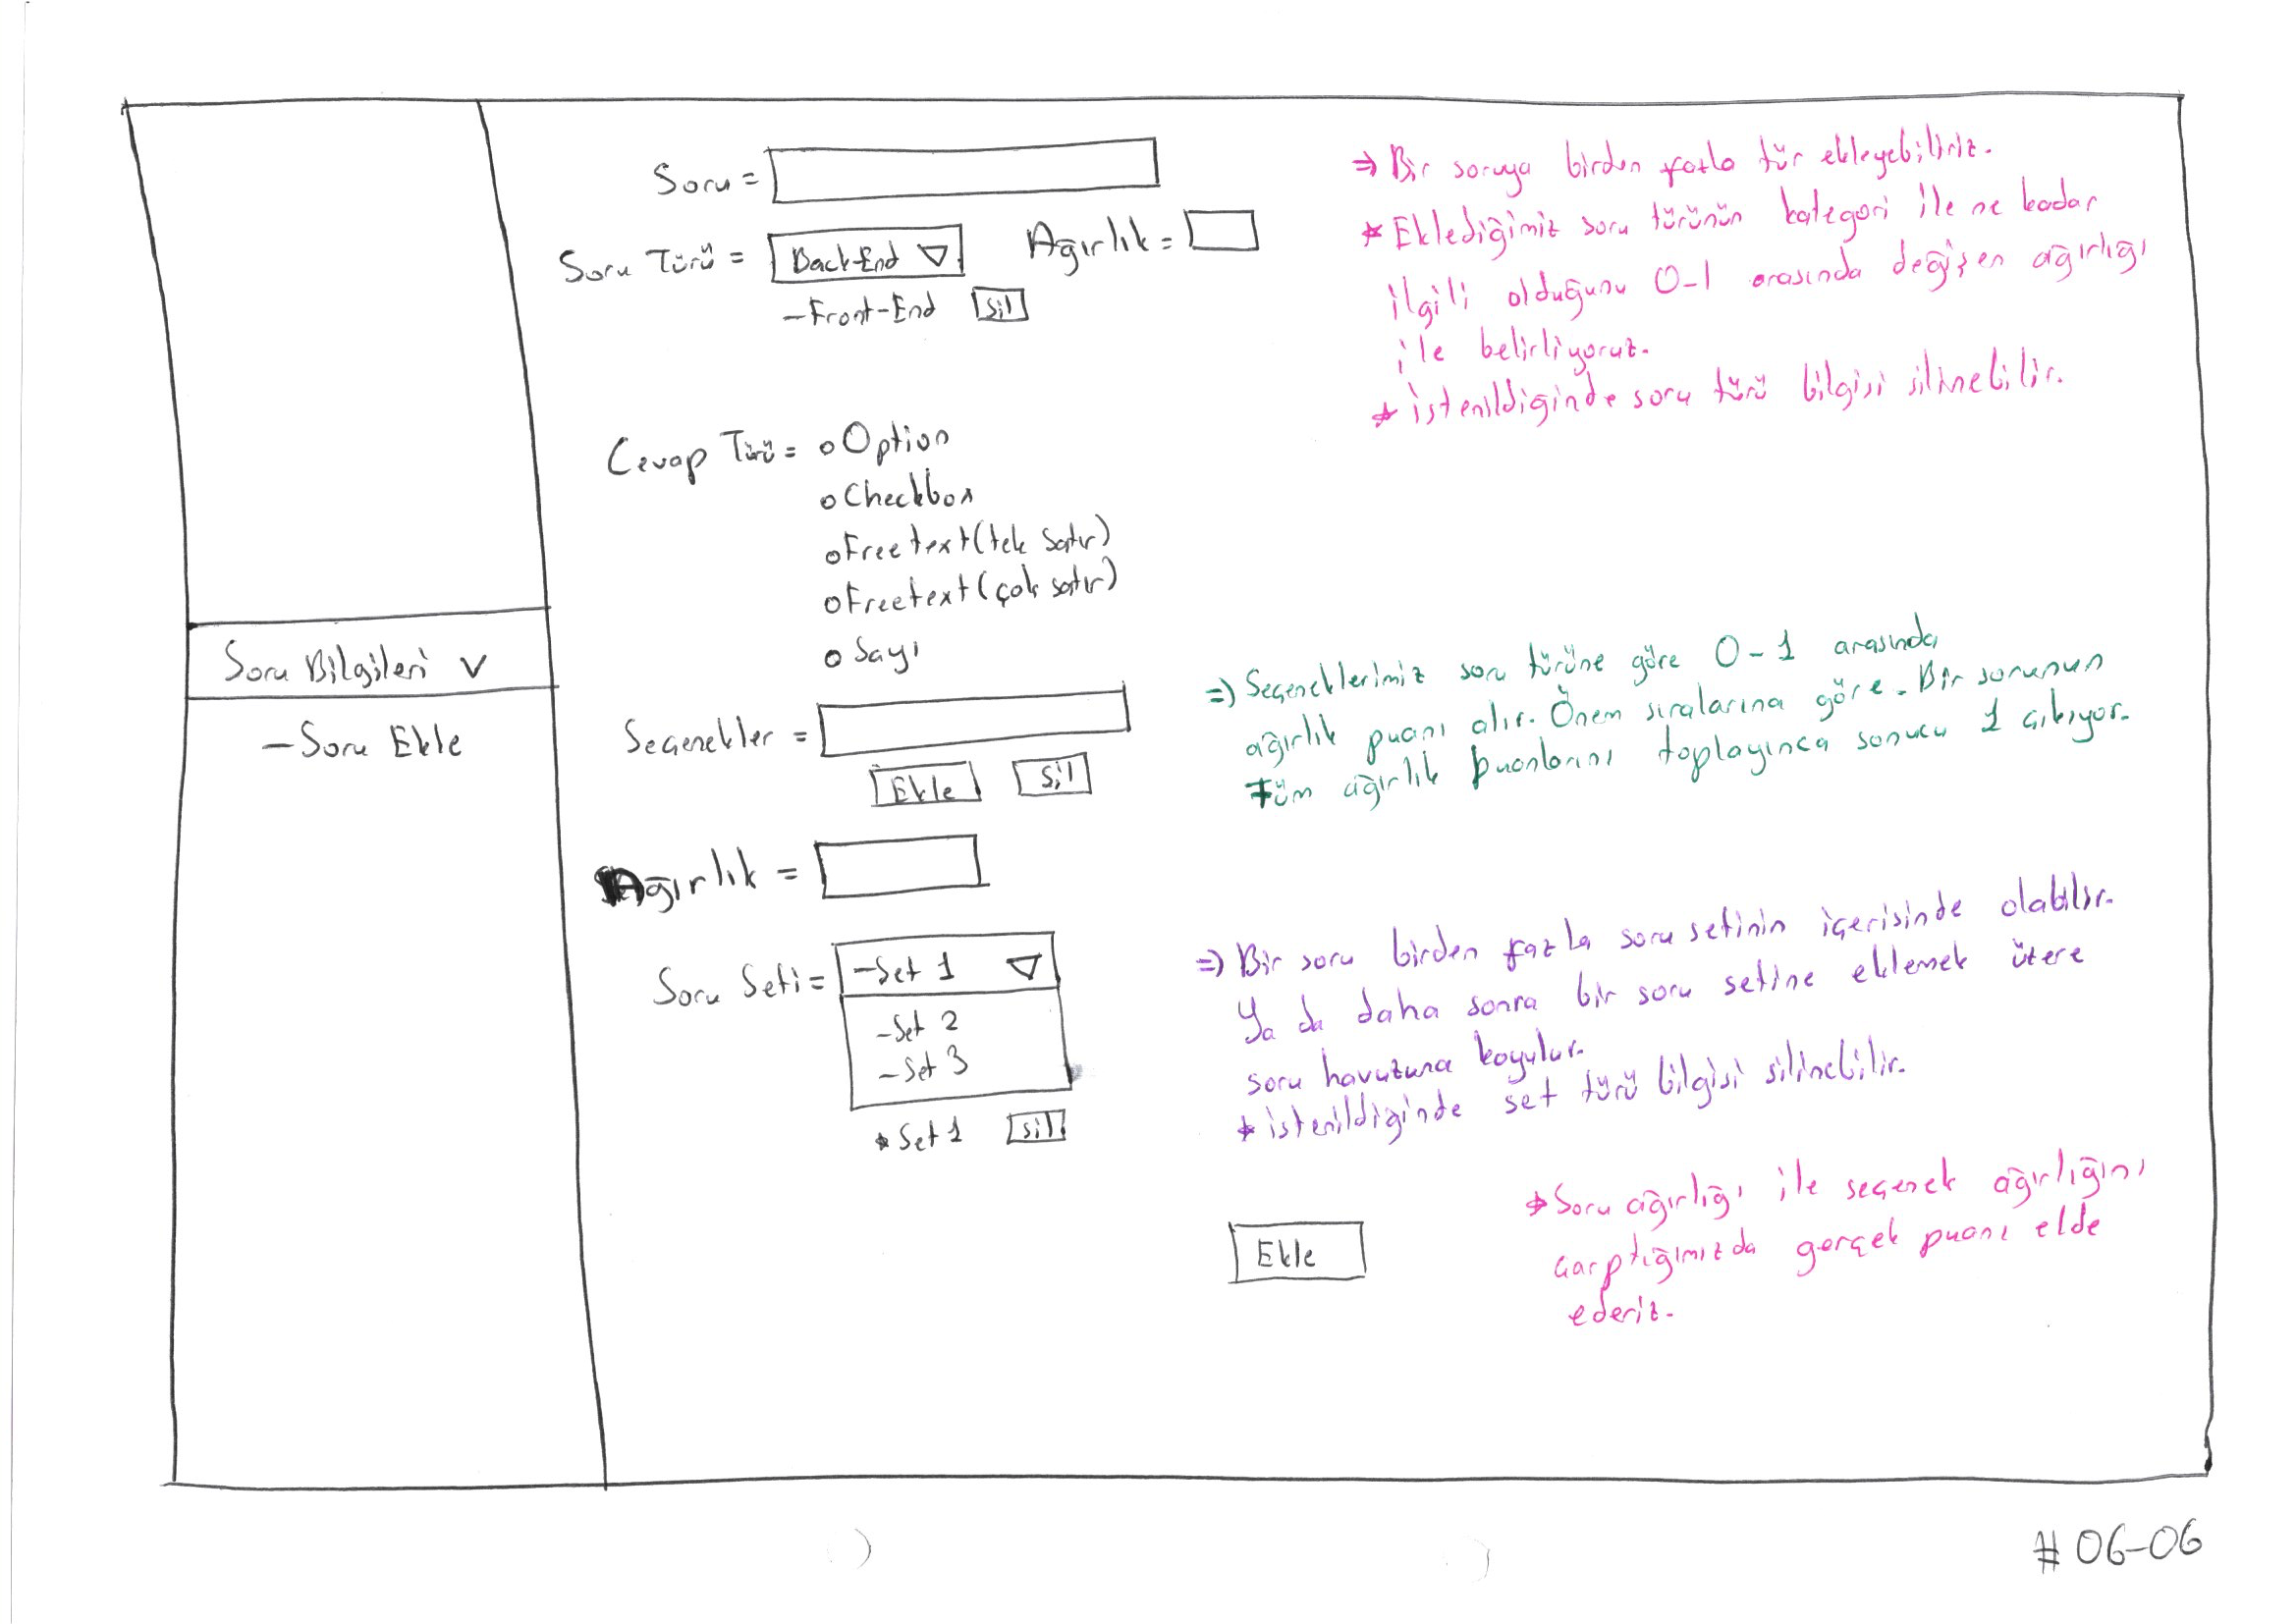 Soru =
Soru Türü = Back-End Ağırlık =
-Front-End sil
⇒ Bir soruya birden fazla tür ekleyebiliriz.
* Eklediğimiz soru türünün kategori ile ne kadar
ilgili olduğunu 0-1 arasında değişen ağırlığı
ile belirliyoruz.
* istenildiginde soru türü bilgisi silinebilir.
Cevap Türü = o Option
o Checkbox
o Freetext(tek satır)
o Freetext(çok satır)
o Sayı
Soru Bilgileri v
- Soru Ekle
Seçenekler =
Ekle sil
⇒ Seçeneklerimiz soru türüne göre 0-1 arasında
ağırlık puanı alır. Önem sıralarına göre. Bir sorunun
Tüm ağırlık puanlarını toplayınca sonucu 1 çıkıyor.
Ağırlık =
Soru Seti = -Set 1
-Set 2
-Set 3
* Set 1 sil
⇒ Bir soru birden fazla soru setinin içerisinde olabilir.
Ya da daha sonra bir soru setine eklemek üzere
soru havuzuna koyulur.
* istenildiginde set türü bilgisi silinebilir.
Ekle
* Soru ağırlığı ile seçenek ağırlığını
çarptığımızda gerçek puanı elde
ederiz.
# 06-06